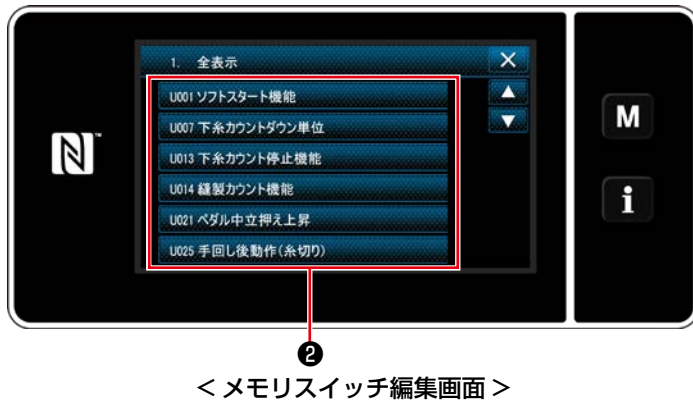 1. 全表示
U001 ソフトスタート機能
U007 下糸カウントダウン単位
U013 下糸カウント停止機能
U014 縫製カウント機能
U021 ペダル中立押え上昇
U025 手回し後動作(糸切り)
M
i
❷
< メモリスイッチ編集画面 >